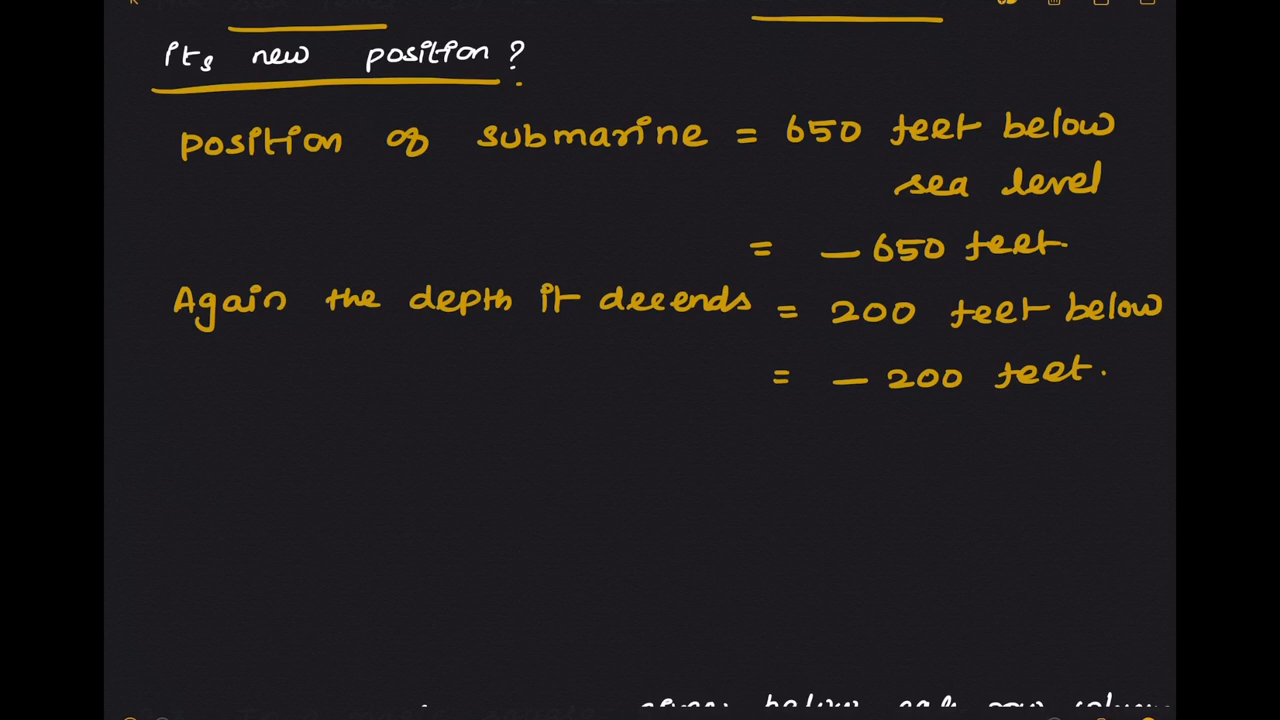 its new position ?
position of submarine = 650 feet below
sea level
= - 650 feet.
Again the depth it decends = 200 feet below
= - 200 feet.